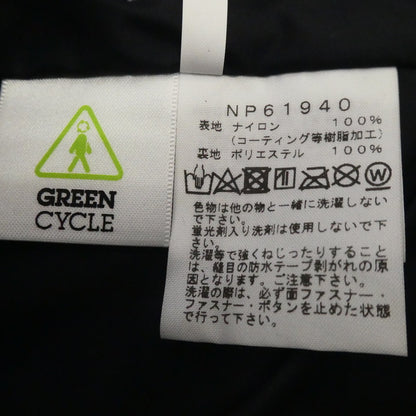 GREEN
CYCLE
NP61940
表地 ナイロン 100%
(コーティング等樹脂加工)
裏地 ポリエステル 100%
色物は他の物と一緒に洗濯しない
で下さい。
蛍光剤入り洗剤は使用しないで下
さい。
洗濯等で強くねじったりすること
は、縫目の防水テープ剥がれの原
因となります。ご注意下さい。
洗濯の際は、必ず面ファスナー・
ファスナー・ボタンを止めた状態
で行って下さい。